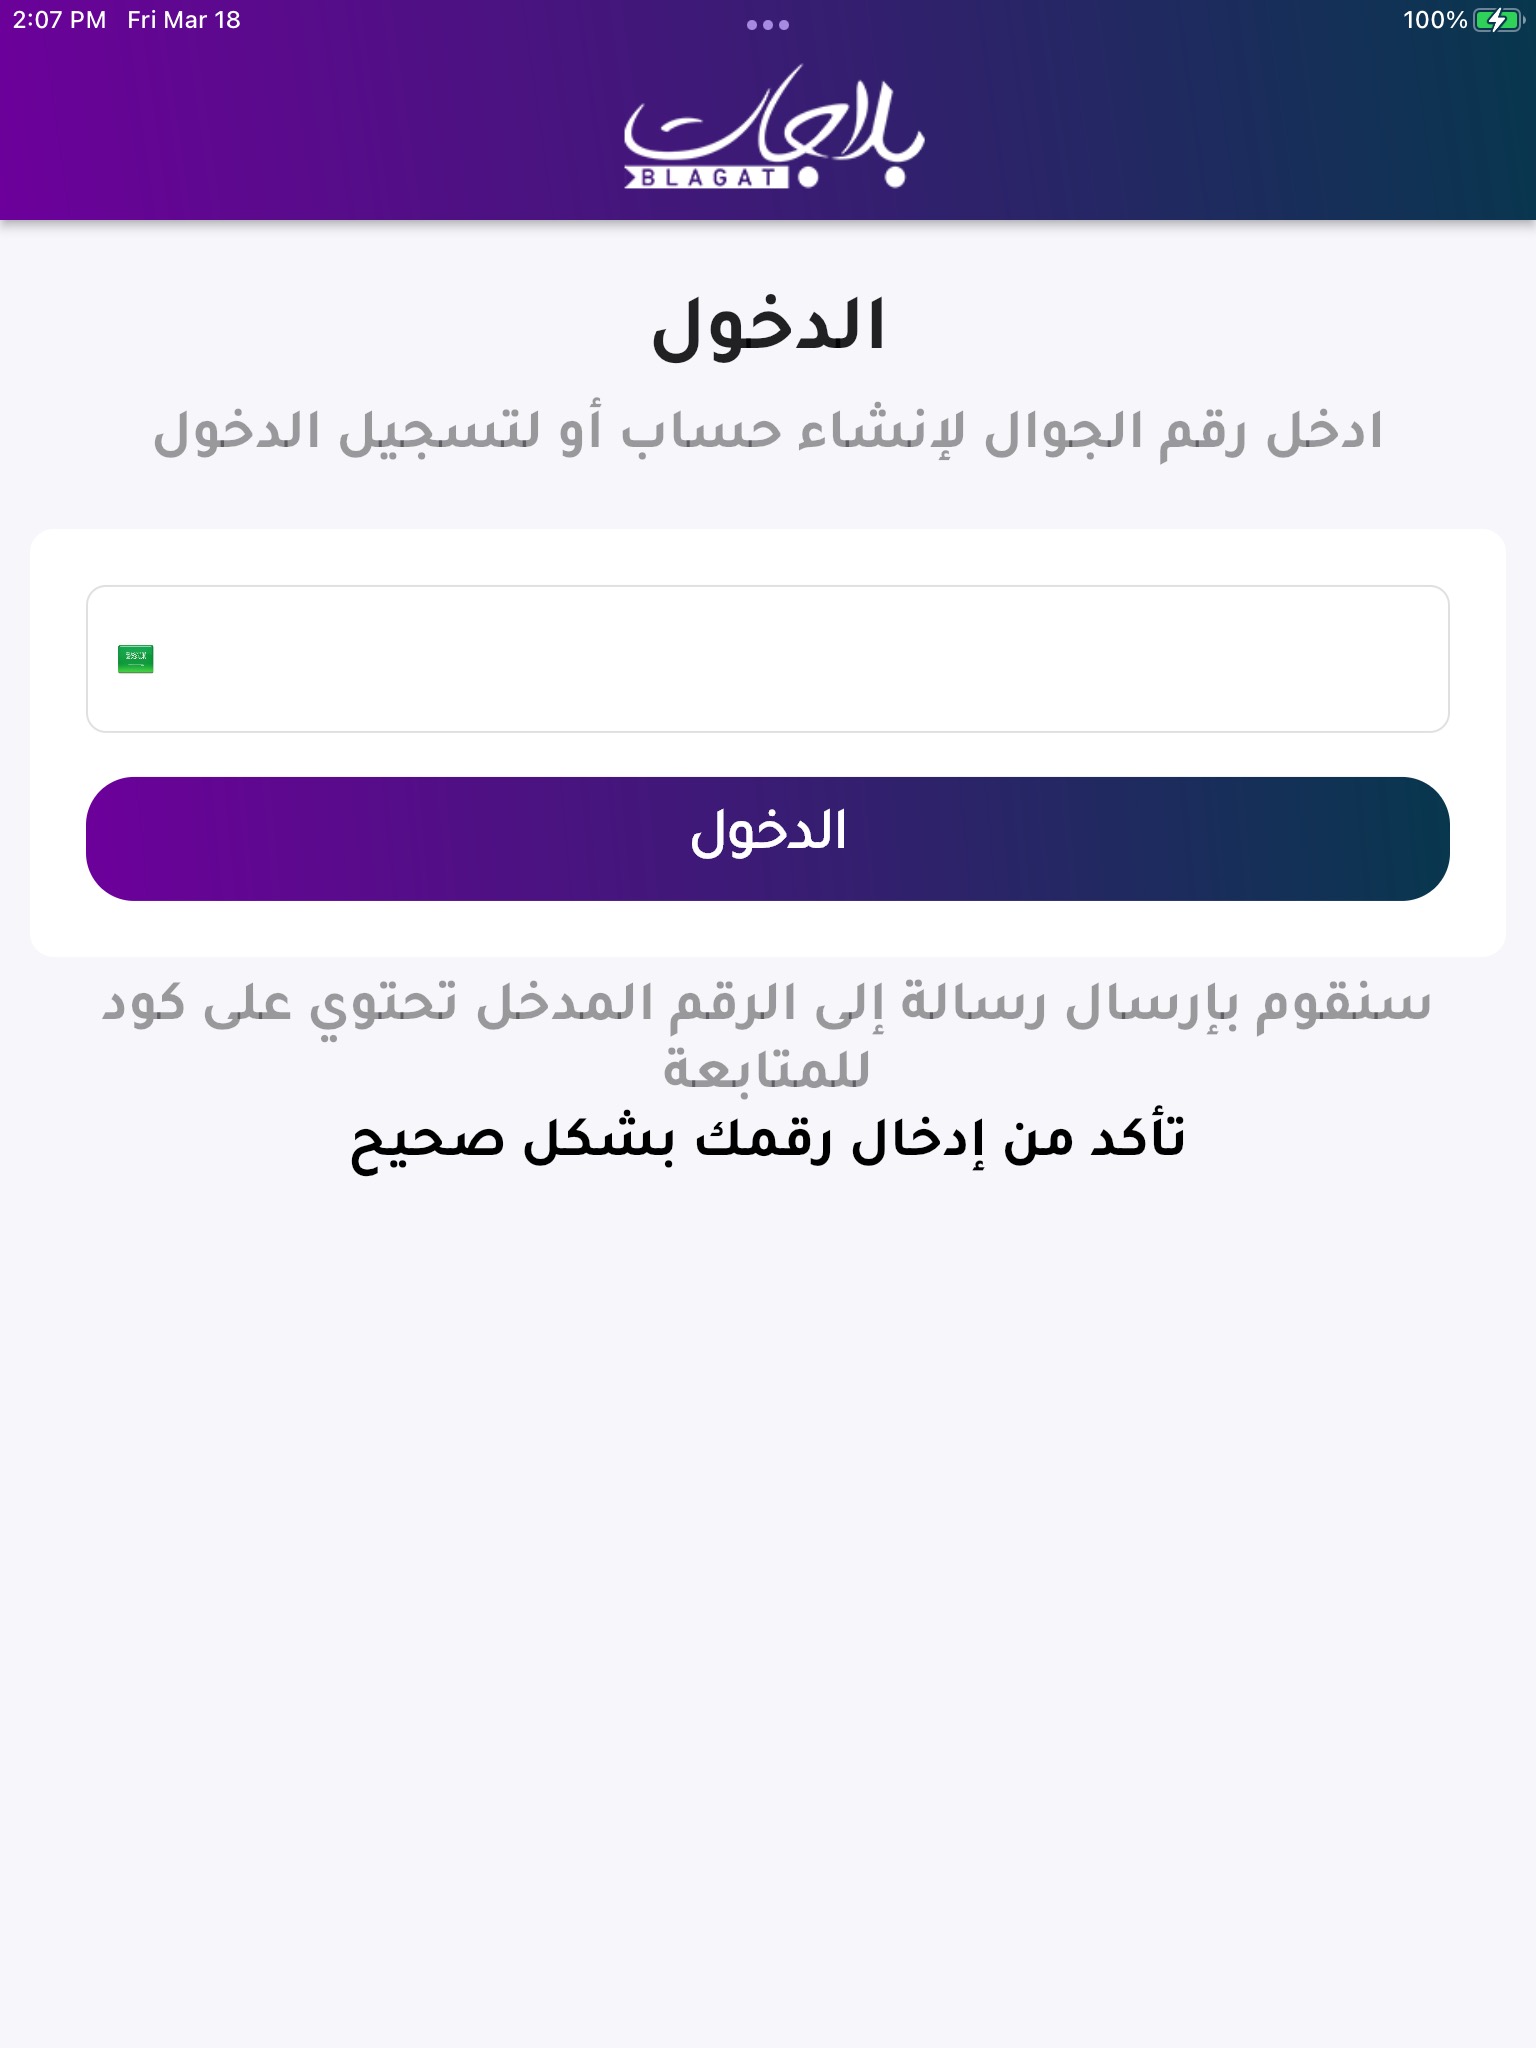 2:07 PM Fri Mar 18
100%
بلاجات
BLAGAT
الدخول
ادخل رقم الجوال لإنشاء حساب أو لتسجيل الدخول
الدخول
سنقوم بإرسال رسالة إلى الرقم المدخل تحتوي على كود
للمتابعة
تأكد من إدخال رقمك بشكل صحيح